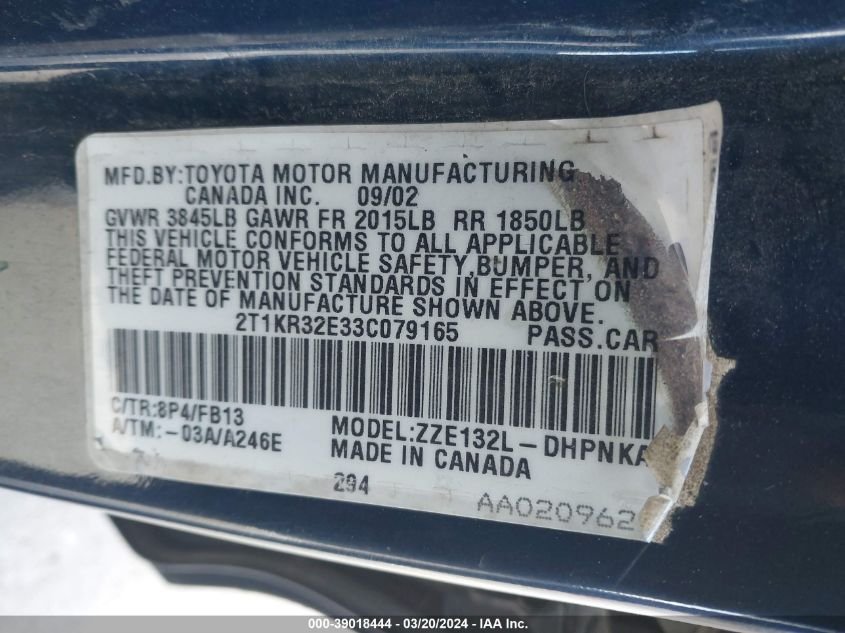 MFD.BY:TOYOTA MOTOR MANUFACTURING
CANADA INC. 09/02
GVWR 3845LB GAWR FR 2015LB RR 1850LB
THIS VEHICLE CONFORMS TO ALL APPLICABLE
FEDERAL MOTOR VEHICLE SAFETY,BUMPER, AND
THEFT PREVENTION STANDARDS IN EFFECT ON
THE DATE OF MANUFACTURE SHOWN ABOVE.
2T1KR32E33C079165 PASS.CAR
C/TR:8P4/FB13 MODEL:ZZE132L-DHPNKA
A/TM:-03A/A246E MADE IN CANADA
294
AA020962
000-39018444 - 03/20/2024 - IAAI.COM